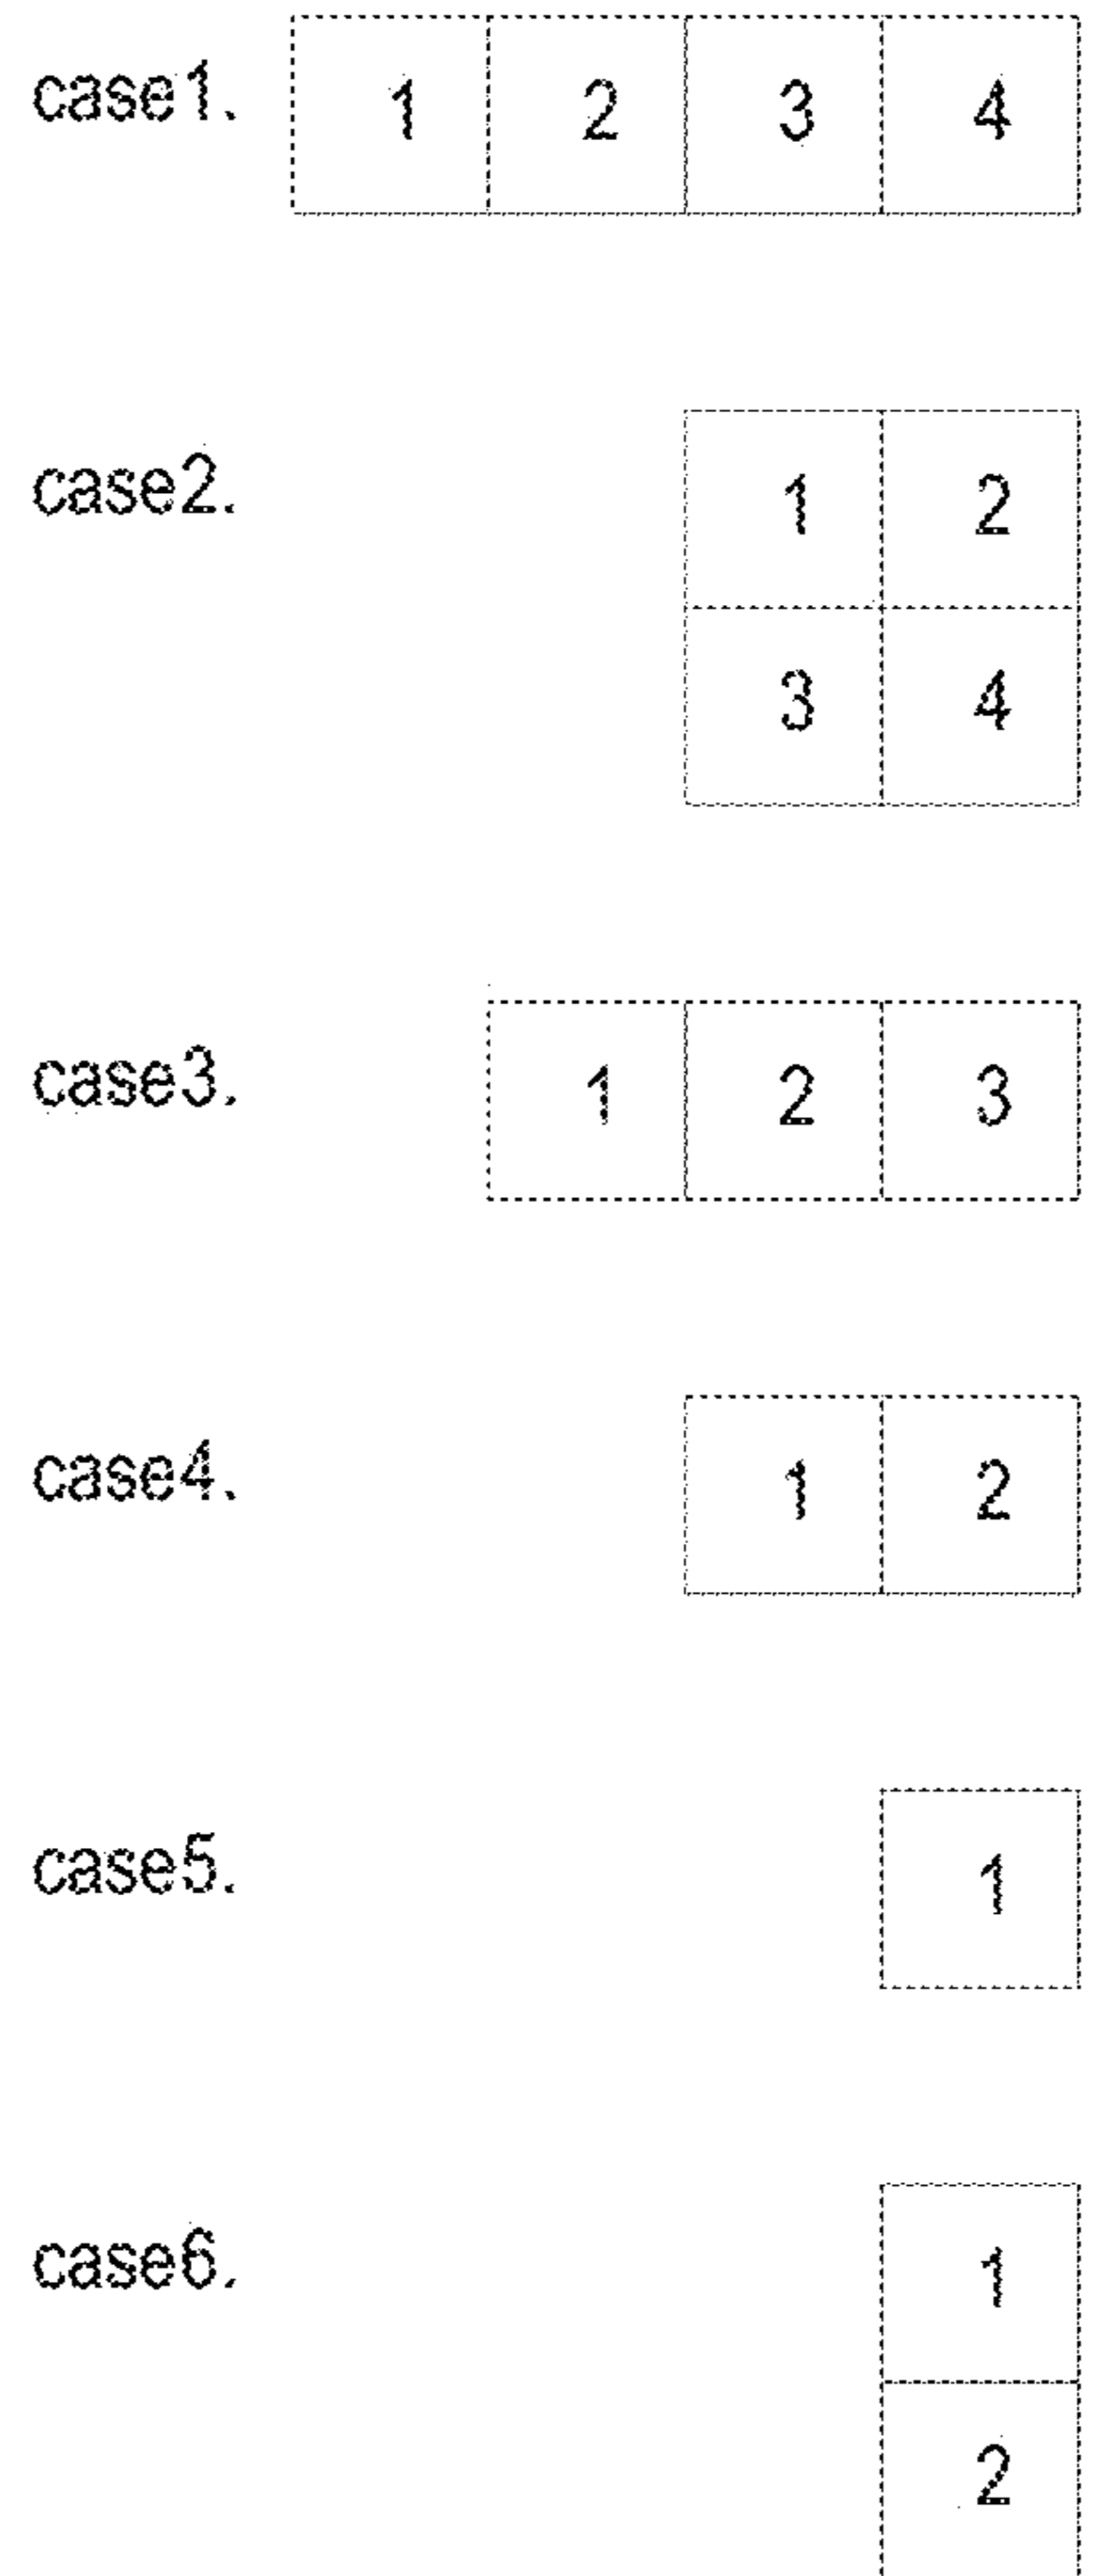 case1. 1 2 3 4
case2. 1 2
3 4
case3. 1 2 3
case4. 1 2
case5. 1
case6. 1
2